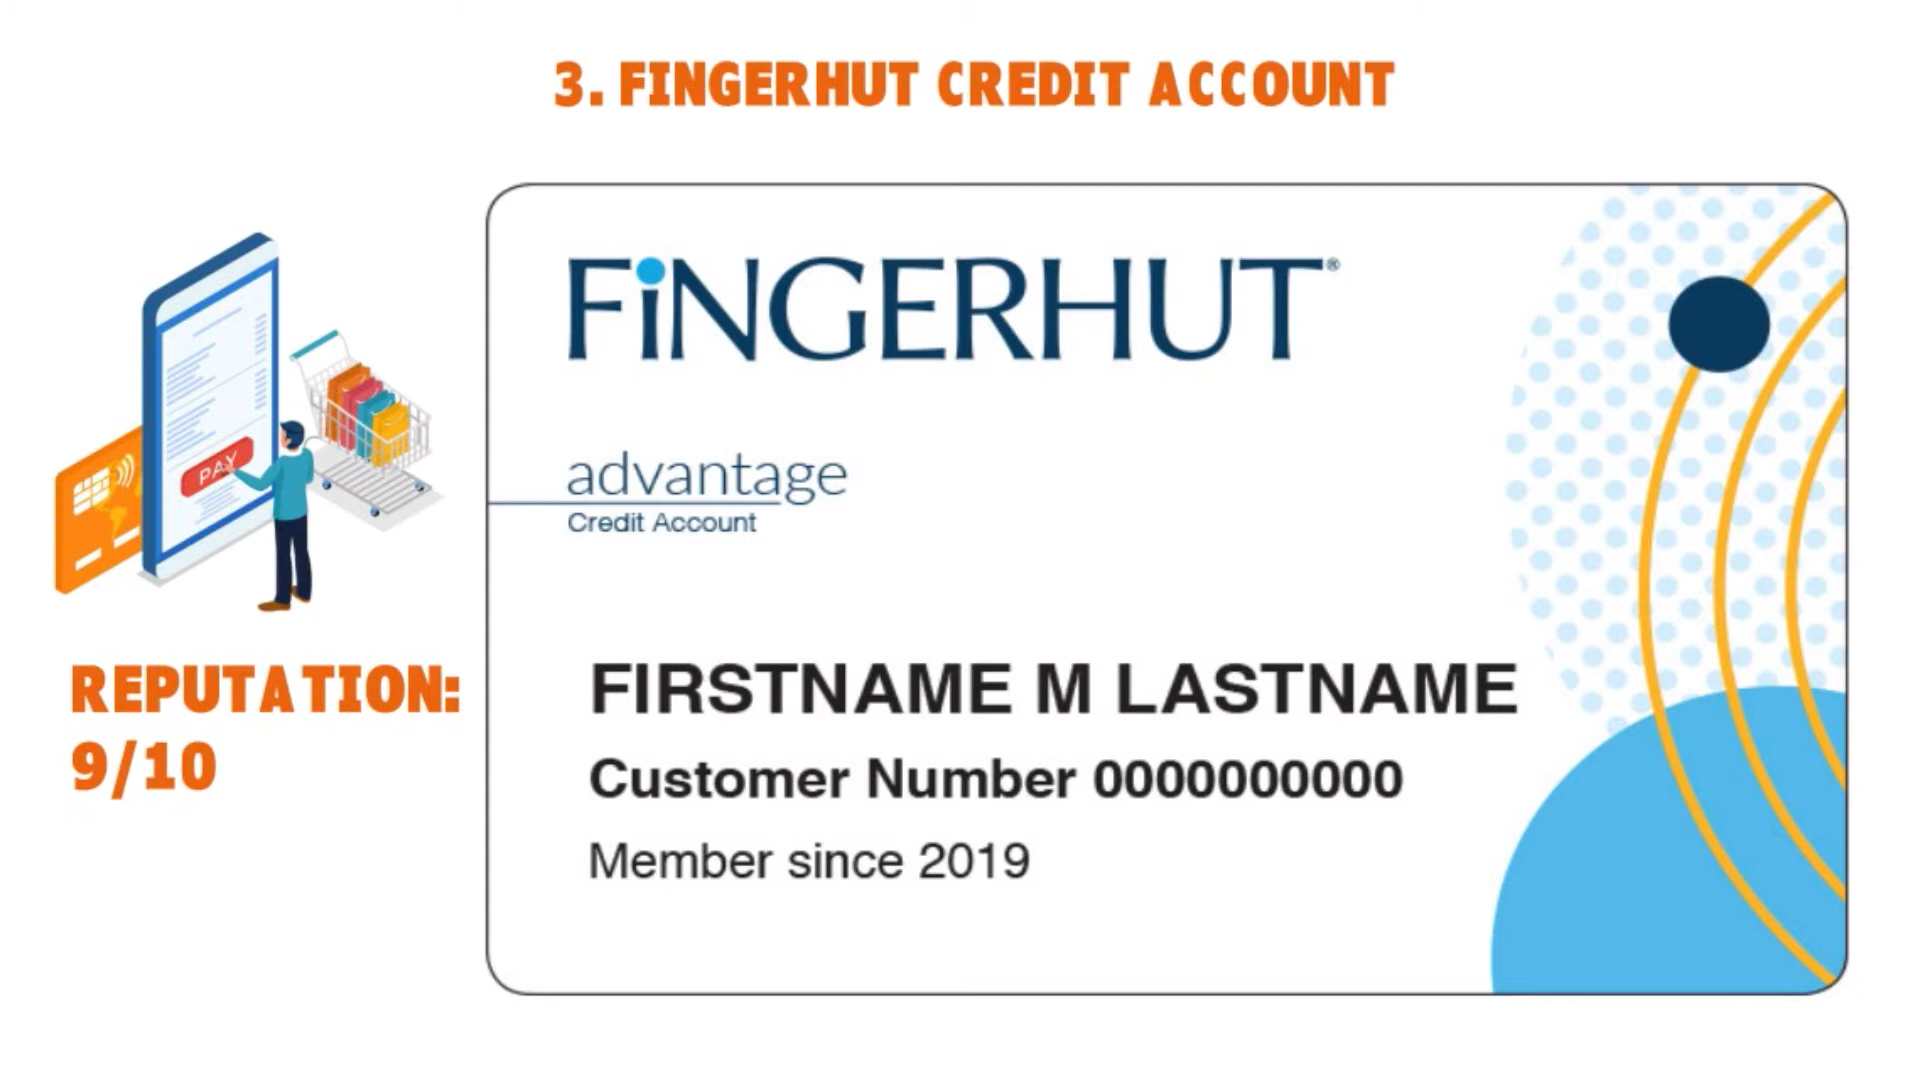 3. FINGERHUT CREDIT ACCOUNT
FiNGERHUT®
advantage
Credit Account
PAY
FIRSTNAME M LASTNAME
Customer Number 0000000000
Member since 2019
REPUTATION:
9/10